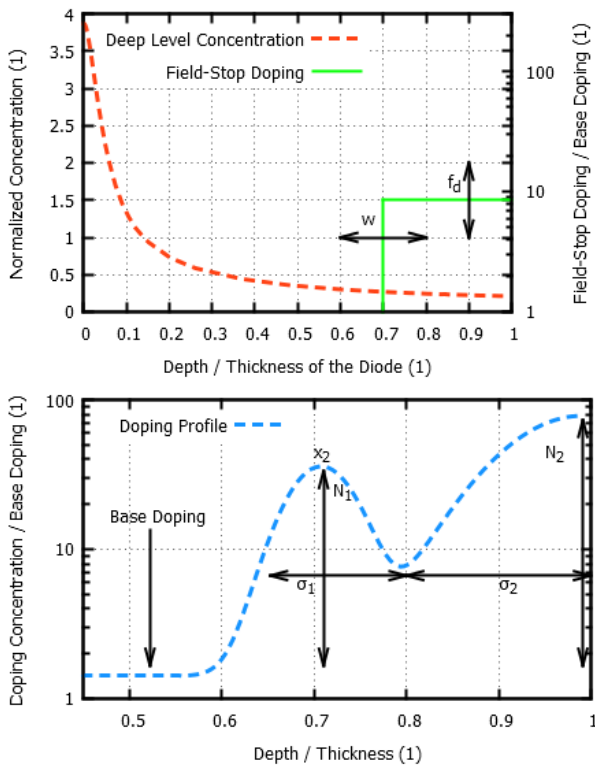 Normalized Concentration (1)
4
3.5
3
2.5
2
1.5
1
0.5
0
Deep Level Concentration
Field-Stop Doping
w
f_d
100
10
1
Field-Stop Doping / Base Doping (1)
0 0.1 0.2 0.3 0.4 0.5 0.6 0.7 0.8 0.9 1
Depth / Thickness of the Diode (1)
Doping Concentration / Base Doping (1)
100
10
1
Doping Profile
Base Doping
x_2
N_1
N_2
σ_1
σ_2
0.5 0.6 0.7 0.8 0.9 1
Depth / Thickness (1)